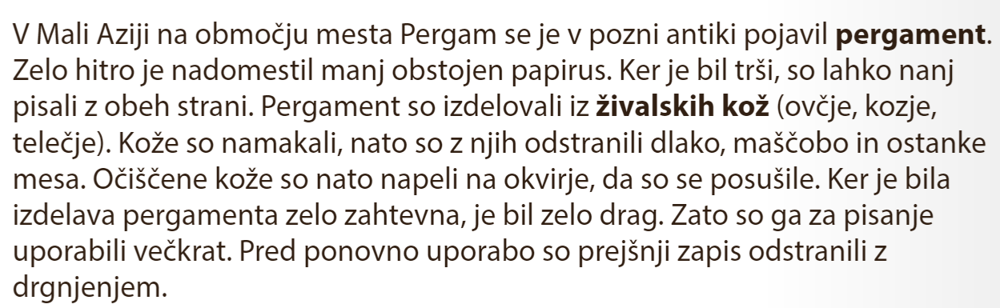 V Mali Aziji na območju mesta Pergam se je v pozni antiki pojavil pergament.
Zelo hitro je nadomestil manj obstojen papirus. Ker je bil trši, so lahko nanj
pisali z obeh strani. Pergament so izdelovali iz živalskih kož (ovčje, kozje,
telečje). Kože so namakali, nato so z njih odstranili dlako, maščobo in ostanke
mesa. Očiščene kože so nato napeli na okvirje, da so se posušile. Ker je bila
izdelava pergamenta zelo zahtevna, je bil zelo drag. Zato so ga za pisanje
uporabili večkrat. Pred ponovno uporabo so prejšnji zapis odstranili z
drgnjenjem.